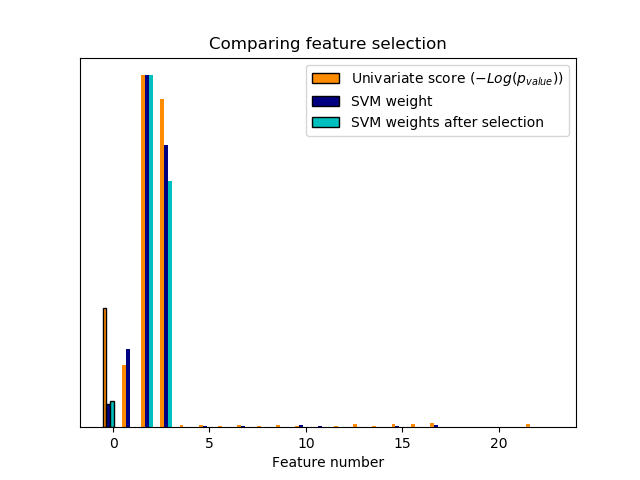 Comparing feature selection
Univariate score (−Log(p_value))
SVM weight
SVM weights after selection
0 5 10 15 20
Feature number